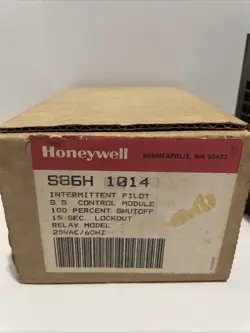 Honeywell
MINNEAPOLIS, MN 55422
S86H 1014
INTERMITTENT PILOT
S.S. CONTROL MODULE
100 PERCENT SHUTOFF
15 SEC. LOCKOUT
RELAY MODEL
25VAC/60HZ